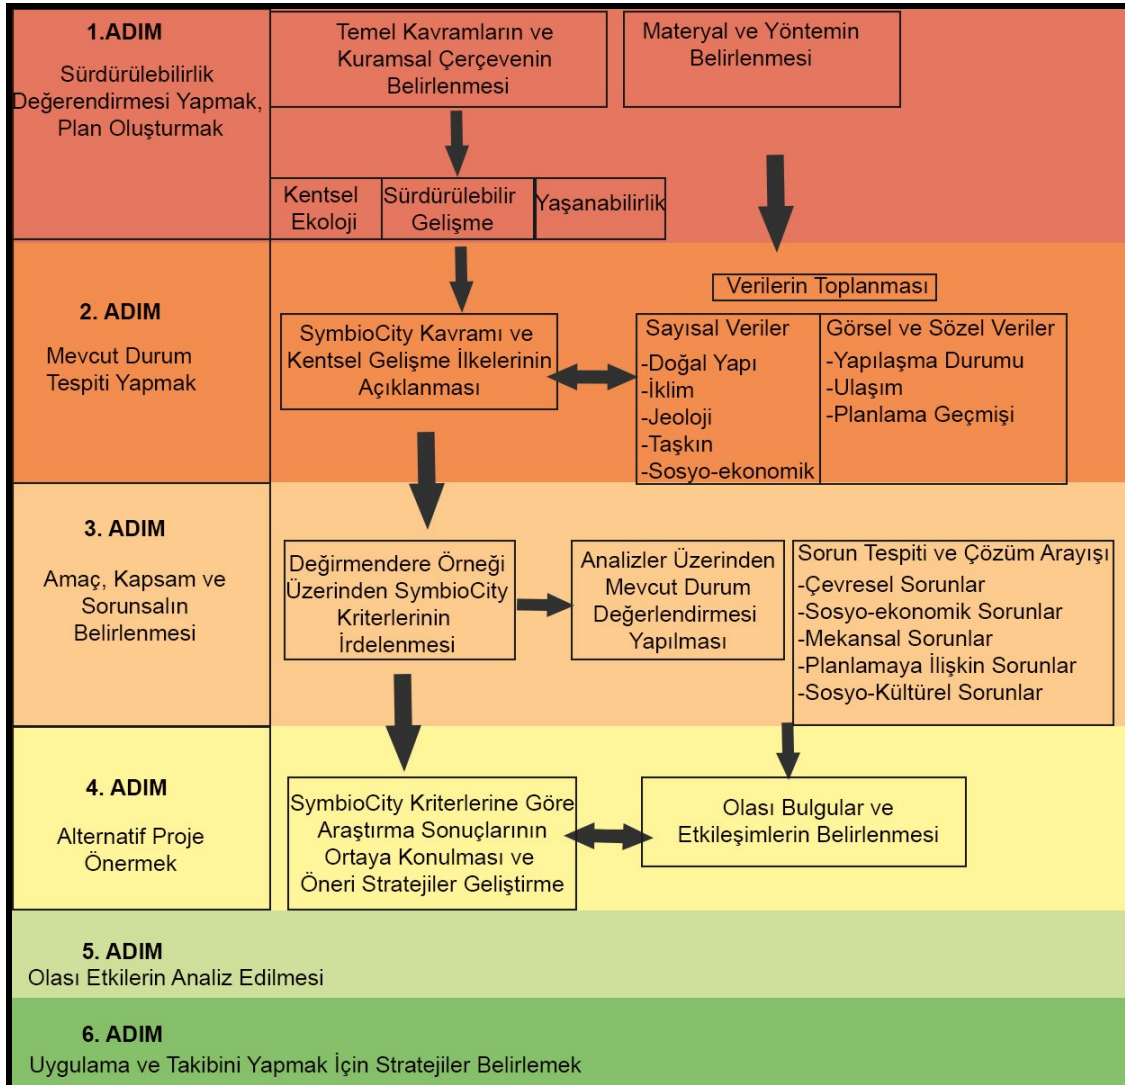 1.ADIM
Sürdürülebilirlik
Değerendirmesi Yapmak,
Plan Oluşturmak
Temel Kavramların ve
Kuramsal Çerçevenin
Belirlenmesi
Materyal ve Yöntemin
Belirlenmesi
Kentsel
Ekoloji
Sürdürülebilir
Gelişme
Yaşanabilirlik
2. ADIM
Mevcut Durum
Tespiti Yapmak
SymbioCity Kavramı ve
Kentsel Gelişme İlkelerinin
Açıklanması
Verilerin Toplanması
Sayısal Veriler
-Doğal Yapı
-İklim
-Jeoloji
-Taşkın
-Sosyo-ekonomik
Görsel ve Sözel Veriler
-Yapılaşma Durumu
-Ulaşım
-Planlama Geçmişi
3. ADIM
Amaç, Kapsam ve
Sorunsalın
Belirlenmesi
Değirmendere Örneği
Üzerinden SymbioCity
Kriterlerinin
İrdelenmesi
Analizler Üzerinden
Mevcut Durum
Değerlendirmesi
Yapılması
Sorun Tespiti ve Çözüm Arayışı
-Çevresel Sorunlar
-Sosyo-ekonomik Sorunlar
-Mekansal Sorunlar
-Planlamaya İlişkin Sorunlar
-Sosyo-Kültürel Sorunlar
4. ADIM
Alternatif Proje
Önermek
SymbioCity Kriterlerine Göre
Araştırma Sonuçlarının
Ortaya Konulması ve
Öneri Stratejiler Geliştirme
Olası Bulgular ve
Etkileşimlerin Belirlenmesi
5. ADIM
Olası Etkilerin Analiz Edilmesi
6. ADIM
Uygulama ve Takibini Yapmak İçin Stratejiler Belirlemek